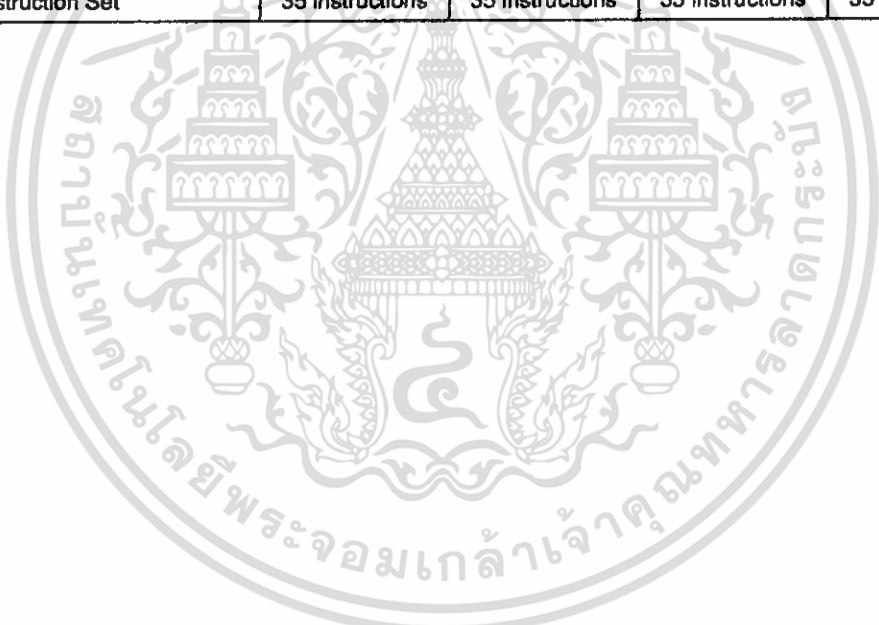 struction Set 35 instructions 35 instructions 35 instructions 35
๔
สถาบันเทคโนโลยีพระจอมเกล้าเจ้าคุณทหารลาดกระบัง